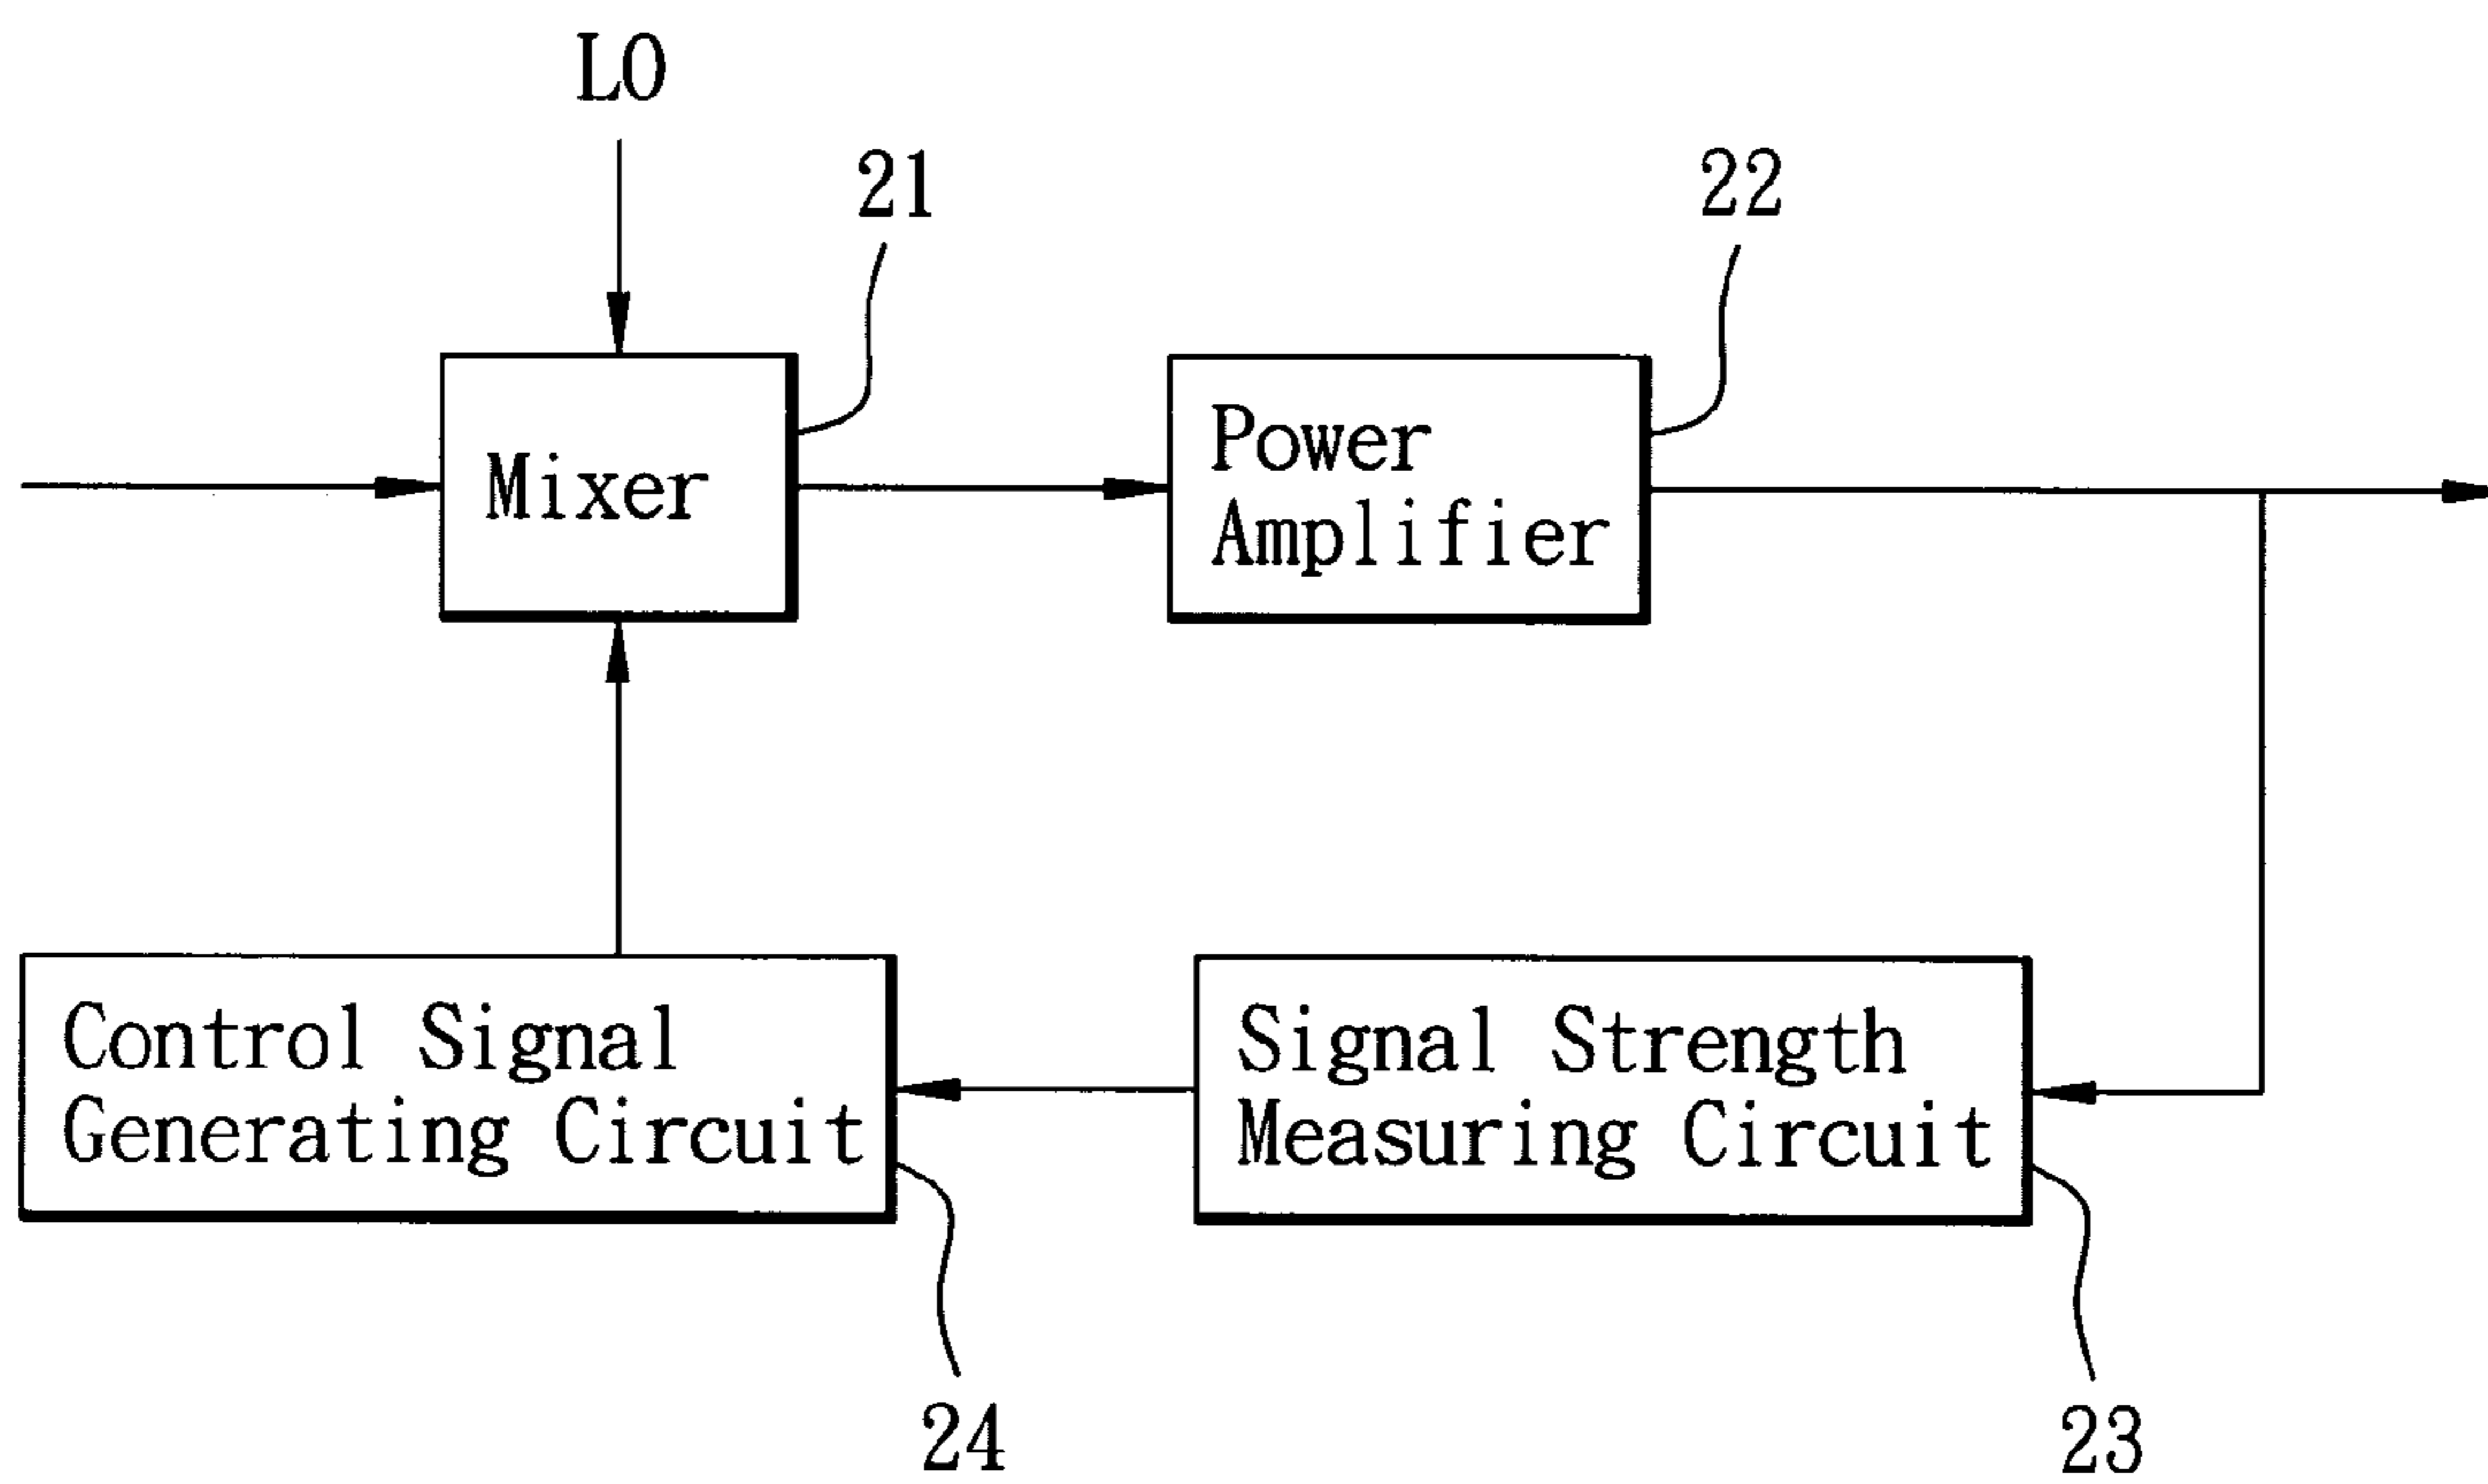 LO
21
22
Mixer
Power
Amplifier
Control Signal
Generating Circuit
Signal Strength
Measuring Circuit
24
23